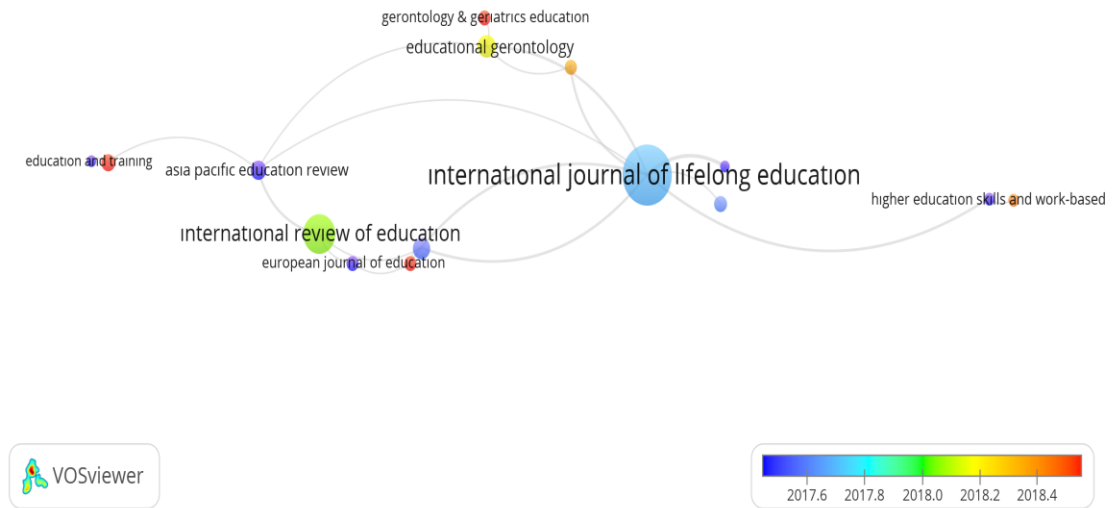 gerontology & geriatrics education
educational gerontology
education and training
asia pacific education review
international journal of lifelong education
higher education skills and work-based
international review of education
european journal of education
VOSviewer
2017.6 2017.8 2018.0 2018.2 2018.4